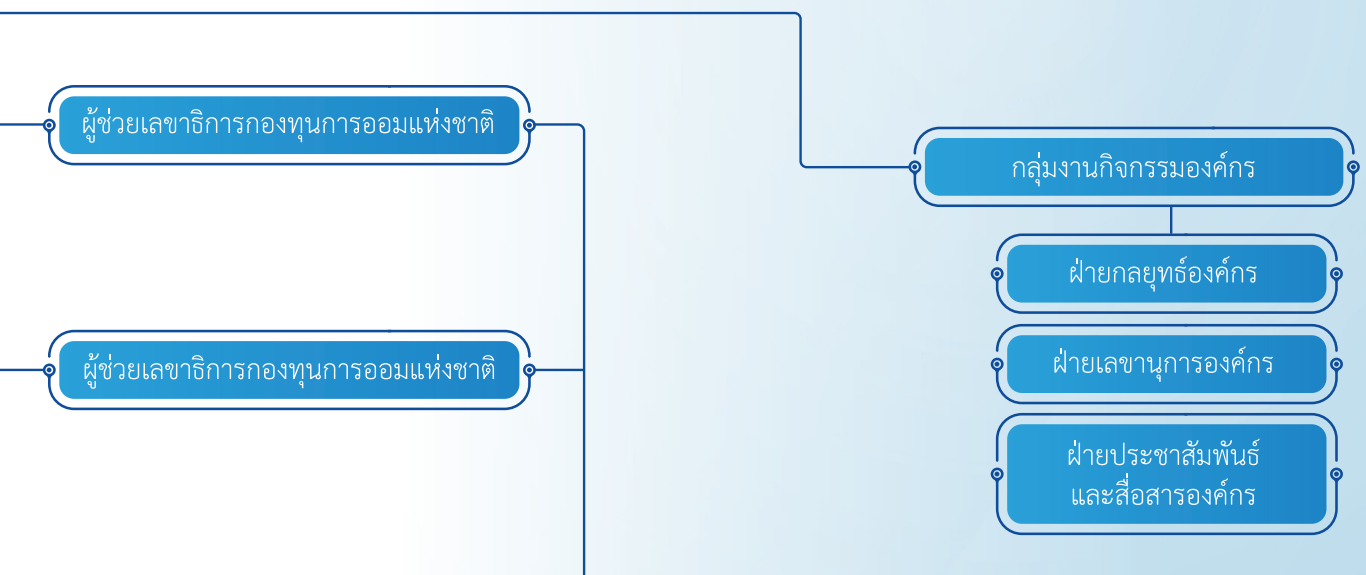 ผู้ช่วยเลขาธิการกองทุนการออมแห่งชาติ
ผู้ช่วยเลขาธิการกองทุนการออมแห่งชาติ
กลุ่มงานกิจกรรมองค์กร
ฝ่ายกลยุทธ์องค์กร
ฝ่ายเลขานุการองค์กร
ฝ่ายประชาสัมพันธ์
และสื่อสารองค์กร